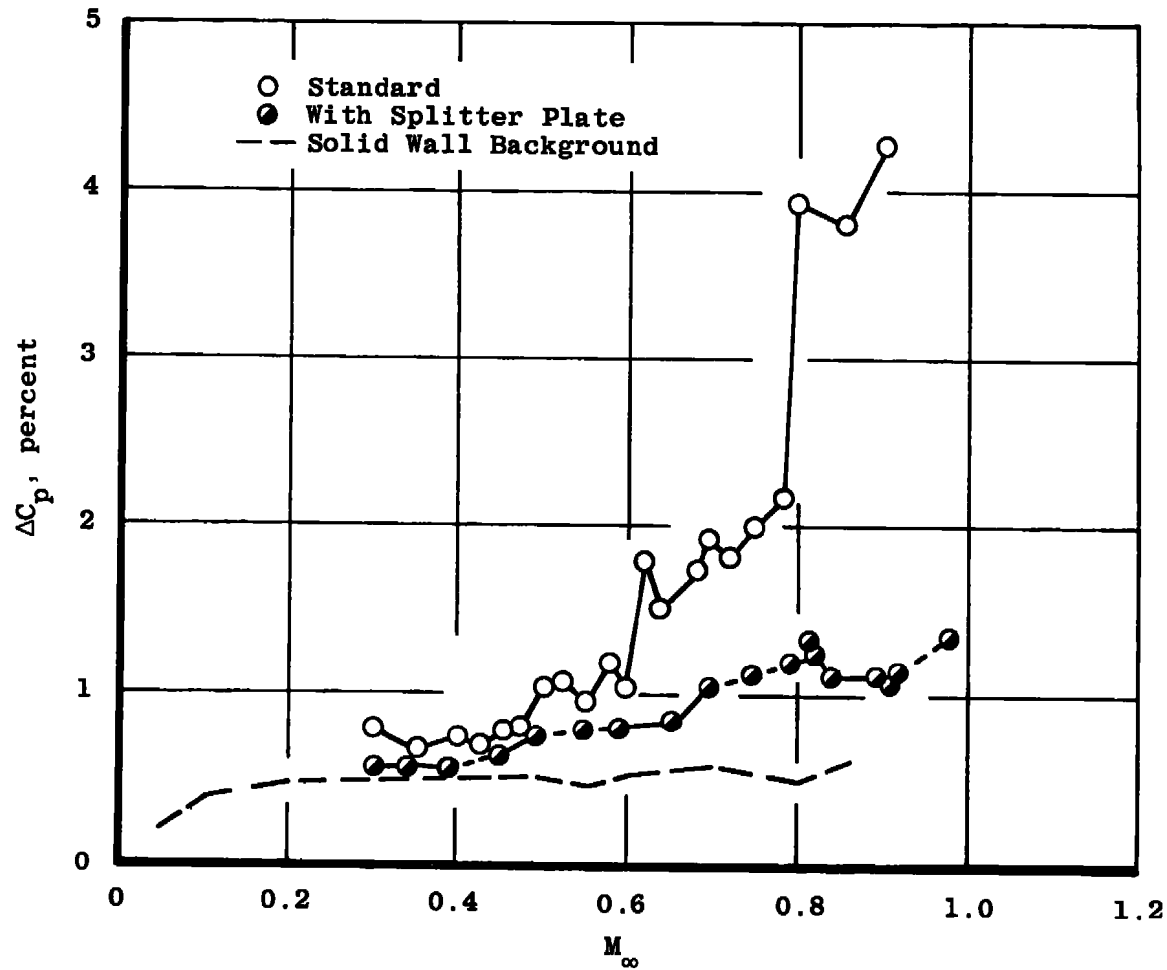 5
Standard
With Splitter Plate
Solid Wall Background
4
3
ΔCp, percent
2
1
0
0 0.2 0.4 0.6 0.8 1.0 1.2
M∞